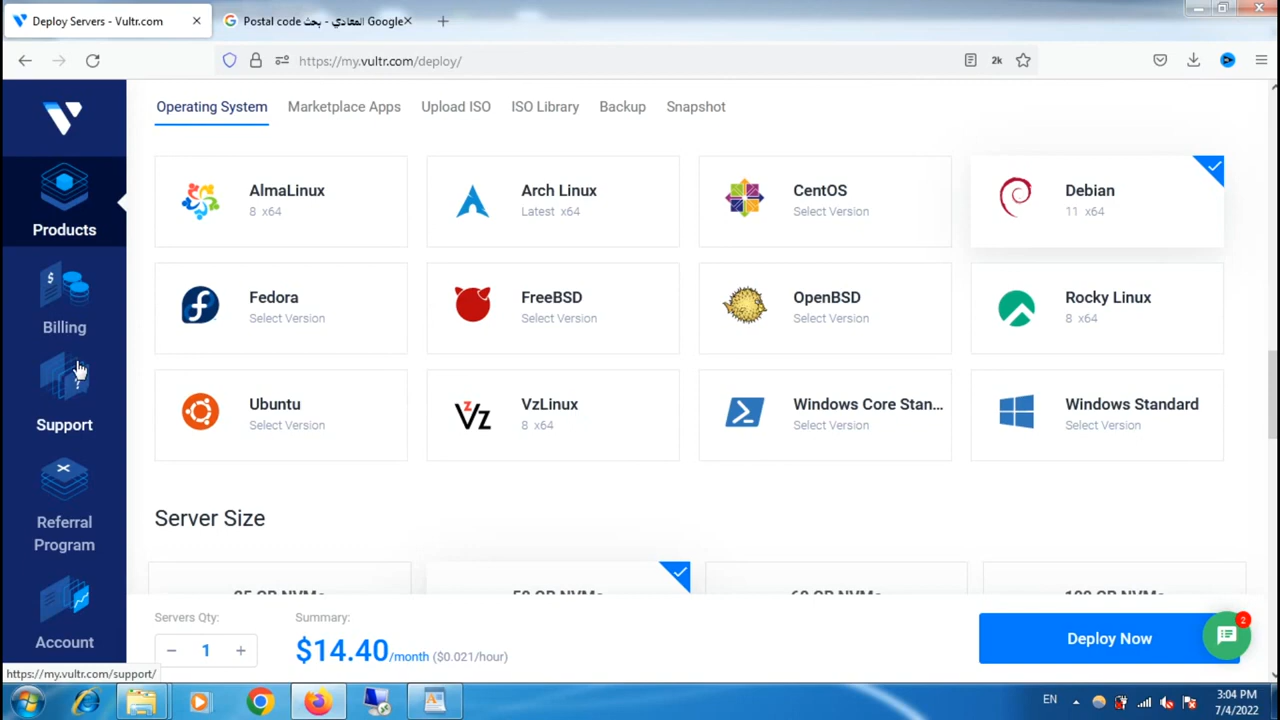 Deploy Servers - Vultr.com
Postal code المعادي - بحث Google
https://my.vultr.com/deploy/
2k
Operating System
Marketplace Apps
Upload ISO
ISO Library
Backup
Snapshot
AlmaLinux
8 x64
Arch Linux
Latest x64
CentOS
Select Version
Debian
11 x64
Fedora
Select Version
FreeBSD
Select Version
OpenBSD
Select Version
Rocky Linux
8 x64
Ubuntu
Select Version
VzLinux
8 x64
Windows Core Stan...
Select Version
Windows Standard
Select Version
Products
Billing
Support
Referral
Program
Account
Server Size
Servers Qty:
1
Summary:
$14.40/month ($0.021/hour)
Deploy Now
2
https://my.vultr.com/support/
EN
3:04 PM
7/4/2022